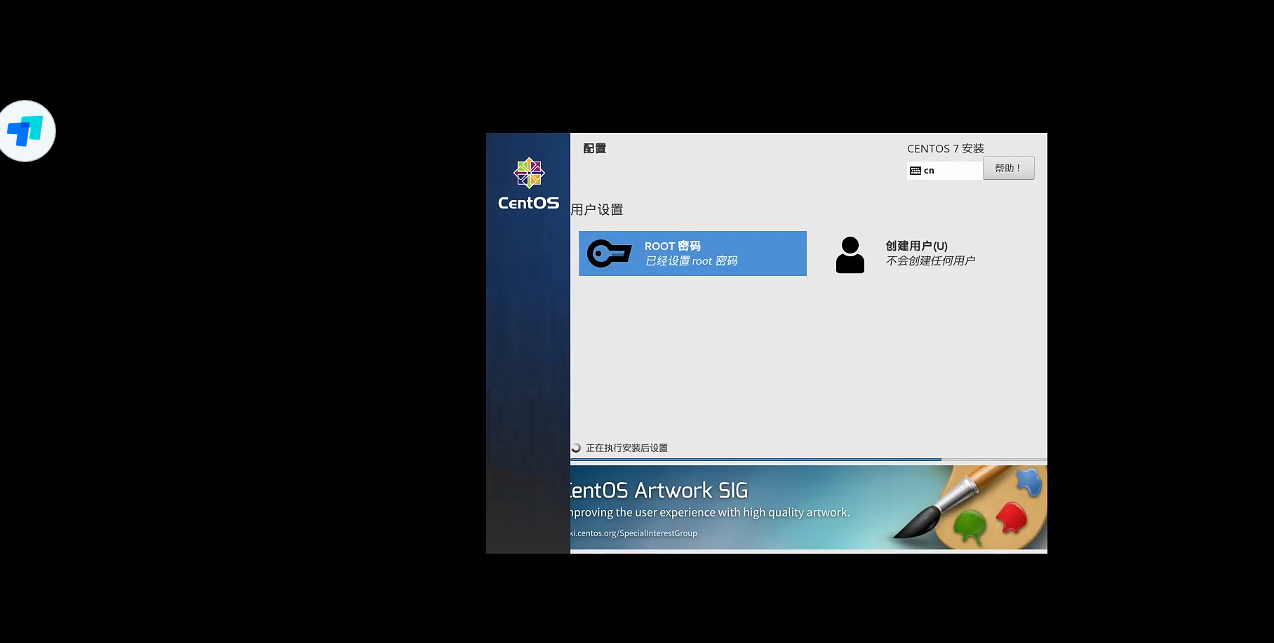 配置
CENTOS 7 安装
cn
帮助！
CentOS
用户设置
ROOT 密码
已经设置 root 密码
创建用户(U)
不会创建任何用户
正在执行安装后设置
CentOS Artwork SIG
mproving the user experience with high quality artwork.
ki.centos.org/SpecialInterestGroup